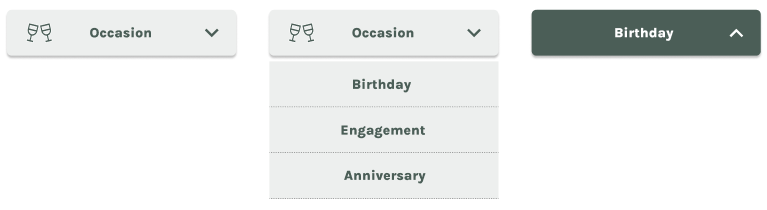 Occasion
Occasion
Birthday
Birthday
Engagement
Anniversary